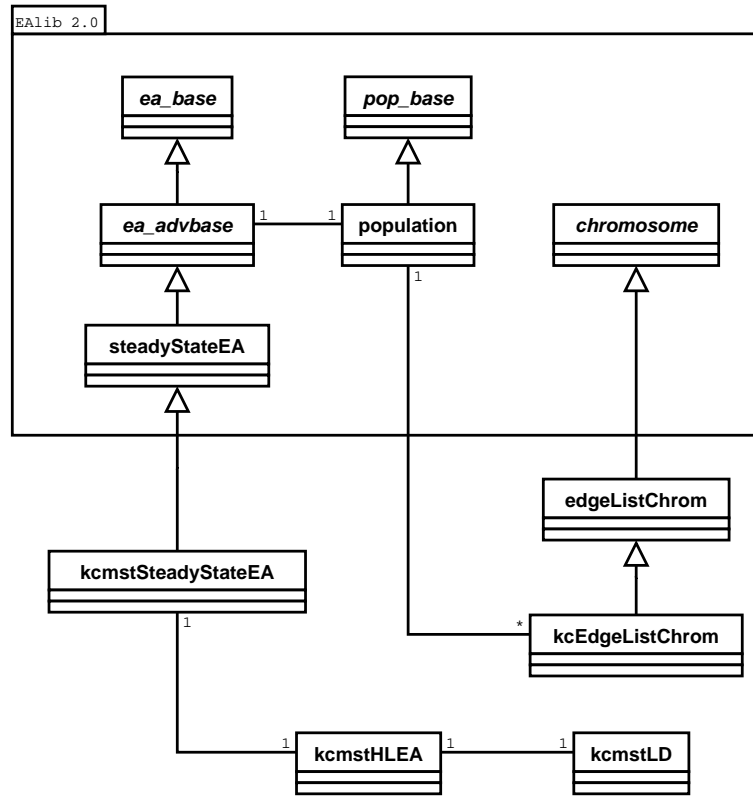 EAlib 2.0
ea_base
pop_base
ea_advbase
1
1
population
chromosome
1
steadyStateEA
edgeListChrom
kcmstSteadyStateEA
1
*
kcEdgeListChrom
1
kcmstHLEA
1
1
kcmstLD